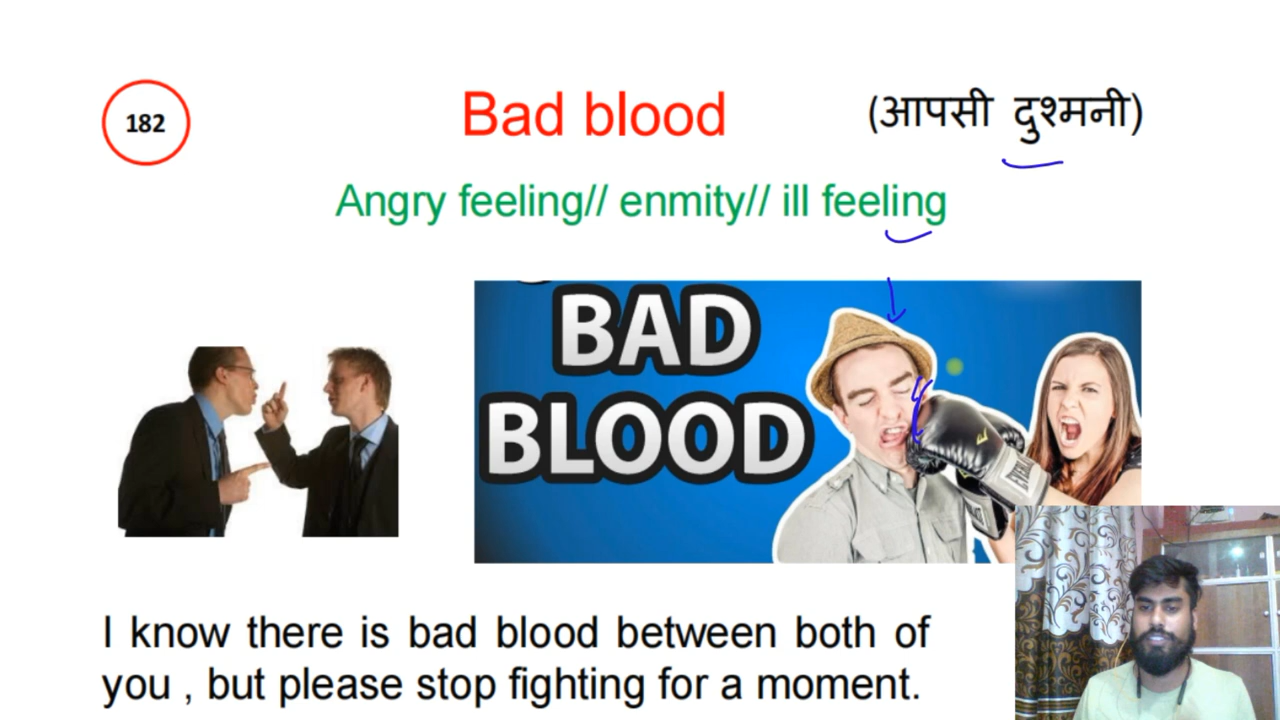 182
Bad blood
(आपसी दुश्मनी)
Angry feeling// enmity// ill feeling
BAD
BLOOD
I know there is bad blood between both of
you , but please stop fighting for a moment.